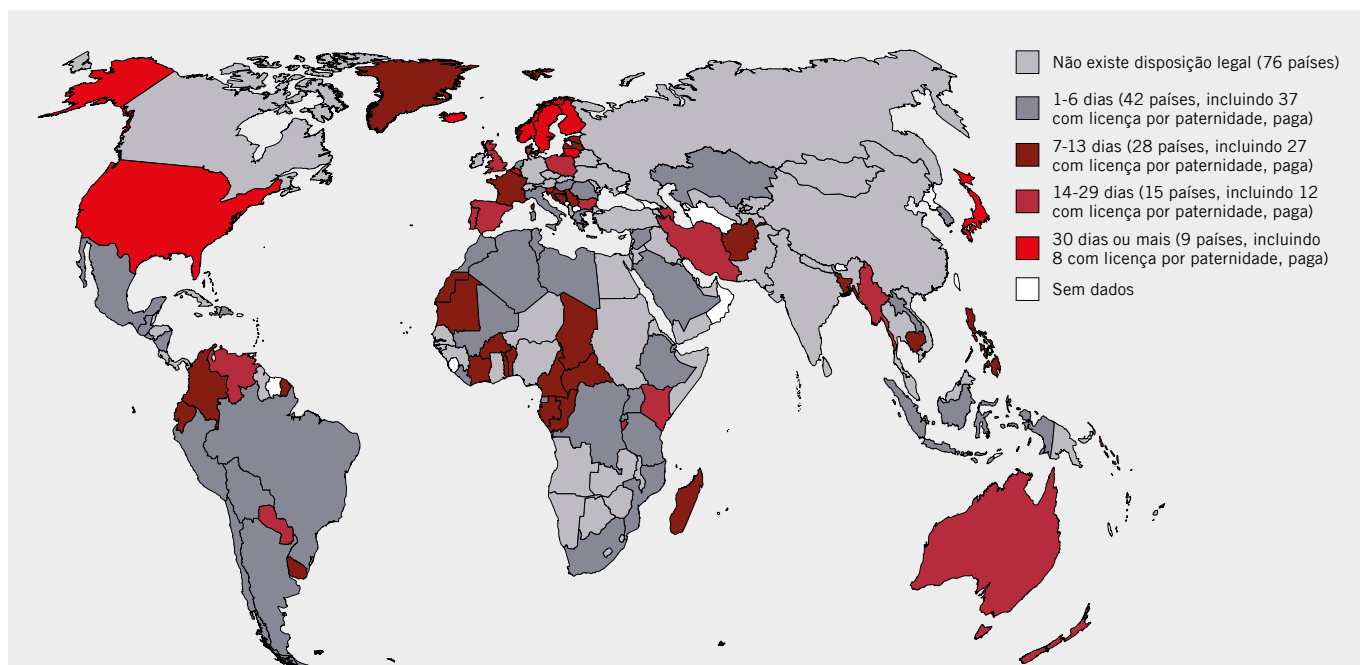 Não existe disposição legal (76 países)
1-6 dias (42 países, incluindo 37
com licença por paternidade, paga)
7-13 dias (28 países, incluindo 27
com licença por paternidade, paga)
14-29 dias (15 países, incluindo 12
com licença por paternidade, paga)
30 dias ou mais (9 países, incluindo
8 com licença por paternidade, paga)
Sem dados